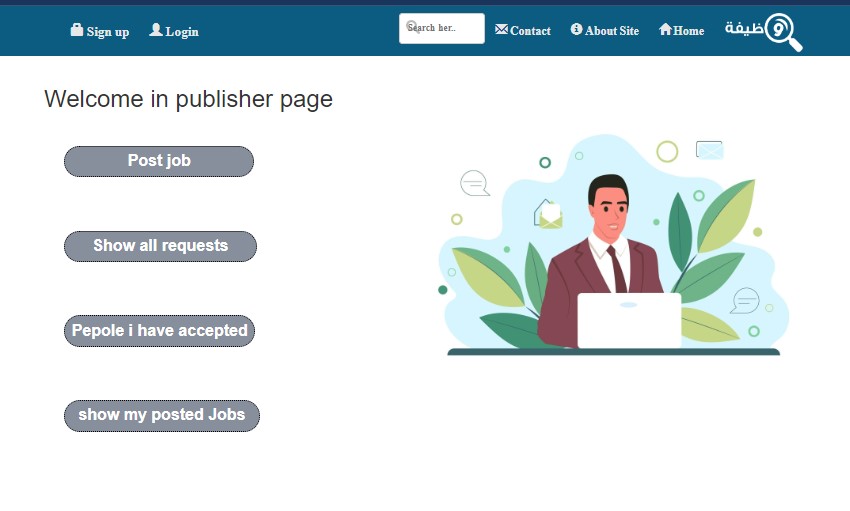 Sign up
Login
Search her..
Contact
About Site
Home
وظيفة
Welcome in publisher page
Post job
Show all requests
Pepole i have accepted
show my posted Jobs